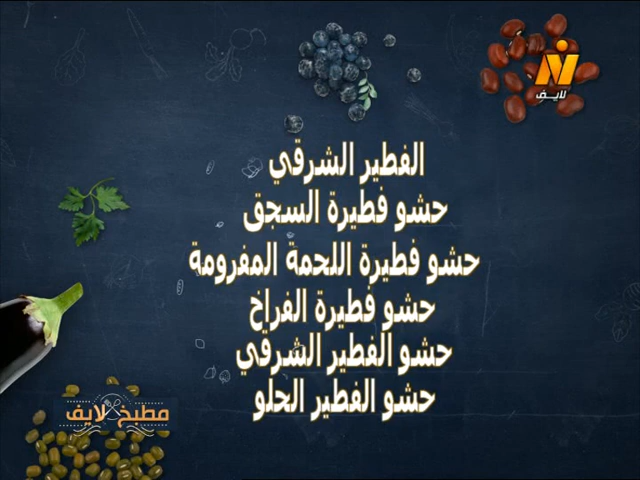 لايف
الفطير الشرقي
حشو فطيرة السجق
حشو فطيرة اللحمة المفرومة
حشو فطيرة الفراخ
حشو الفطير الشرقي
حشو الفطير الحلو
مطبخ لايف